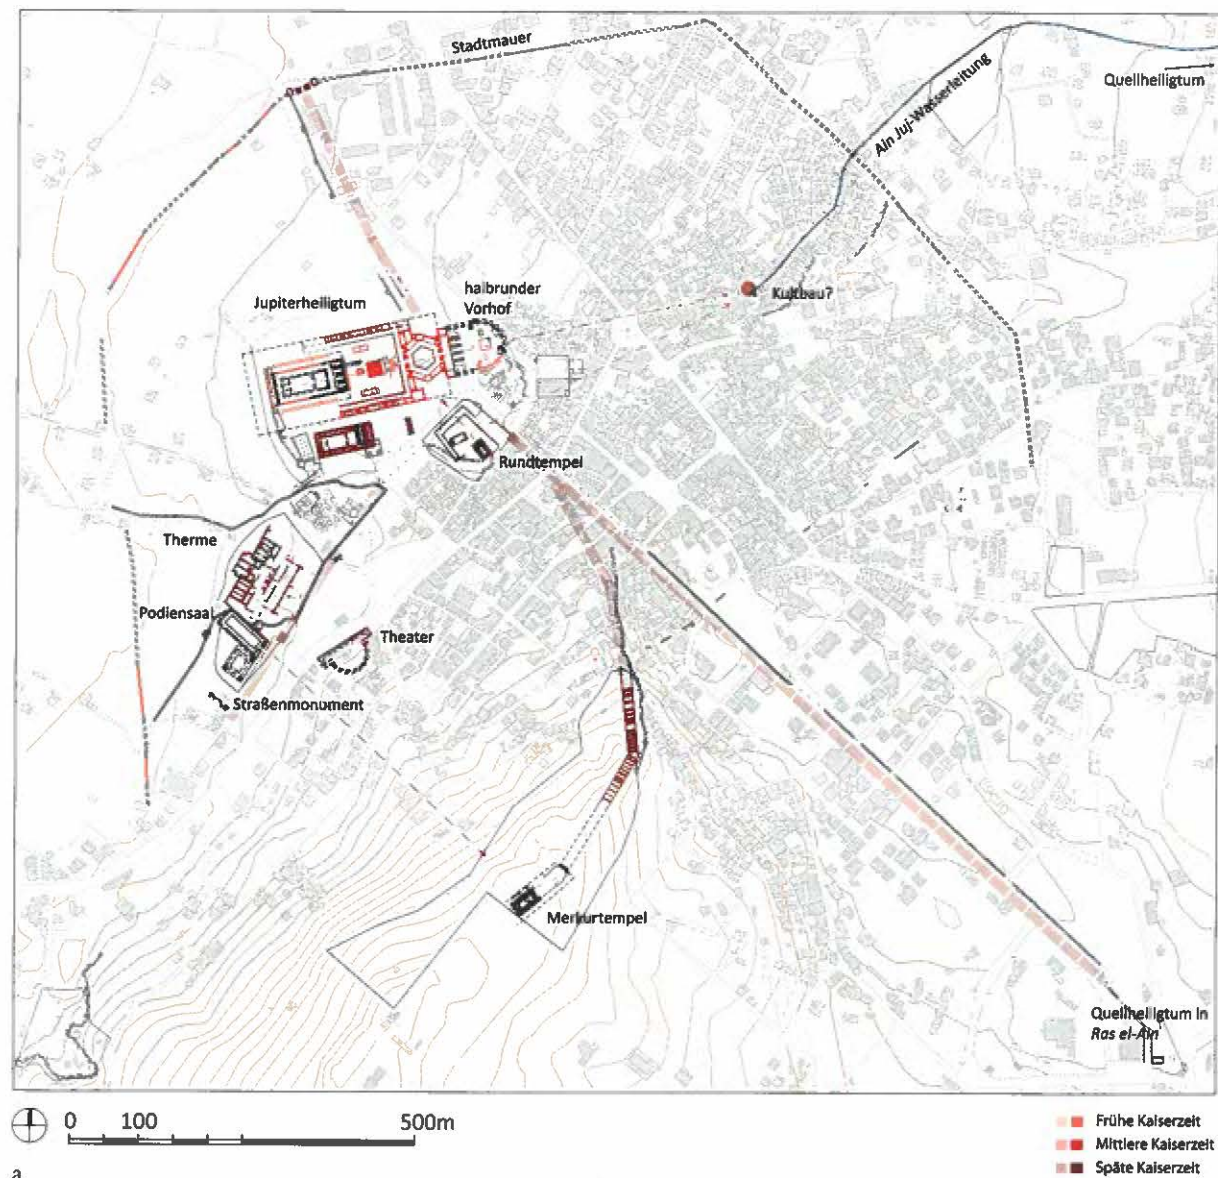 Stadtmauer
Ain Juj-Wasserleitung
Quellheiligtum
Kultbau?
halbrunder
Vorhof
Jupiterheiligtum
Rundtempel
Therme
Podiensaal
Theater
Straßenmonument
Merkurtempel
Quellheiligtum in
Ras el-Ain
0 100 500m
Frühe Kaiserzeit
Mittlere Kaiserzeit
Späte Kaiserzeit
a